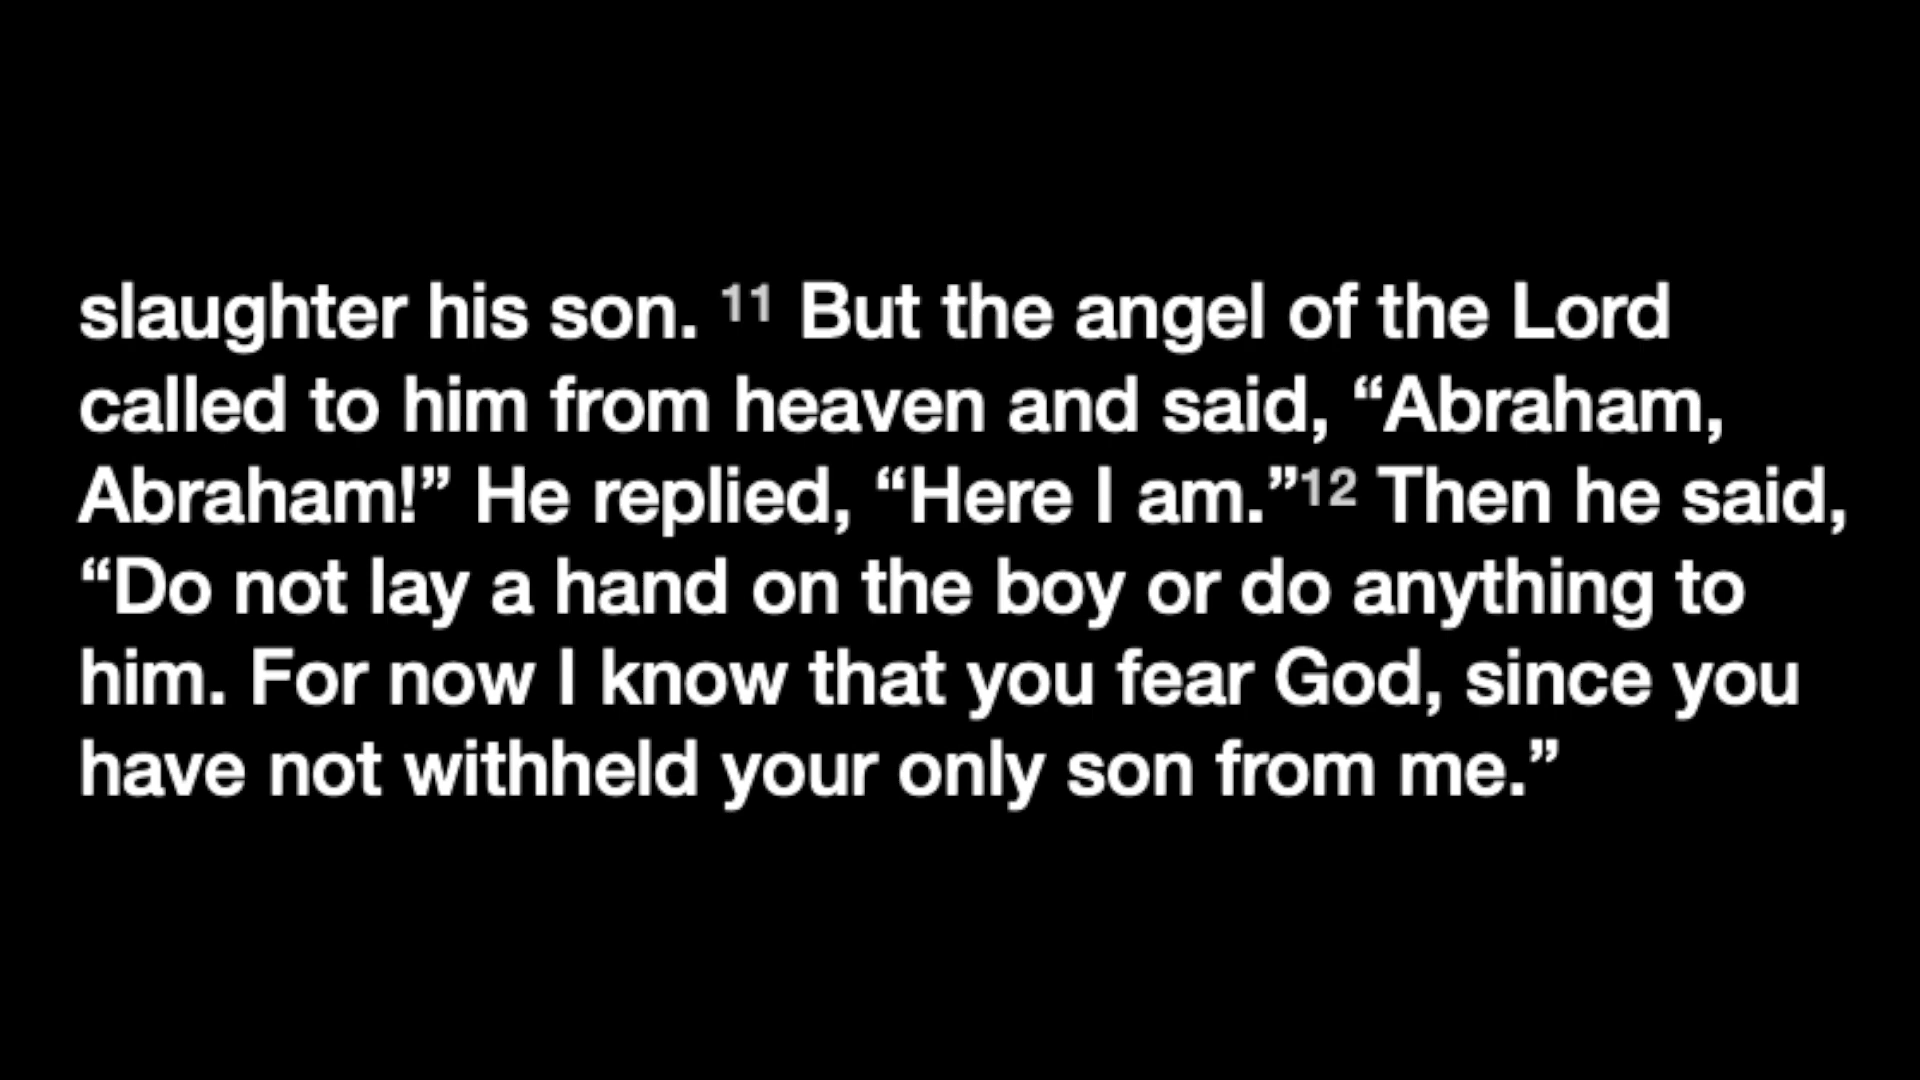 slaughter his son. 11 But the angel of the Lord
called to him from heaven and said, “Abraham,
Abraham!” He replied, “Here I am.”12 Then he said,
“Do not lay a hand on the boy or do anything to
him. For now I know that you fear God, since you
have not withheld your only son from me.”